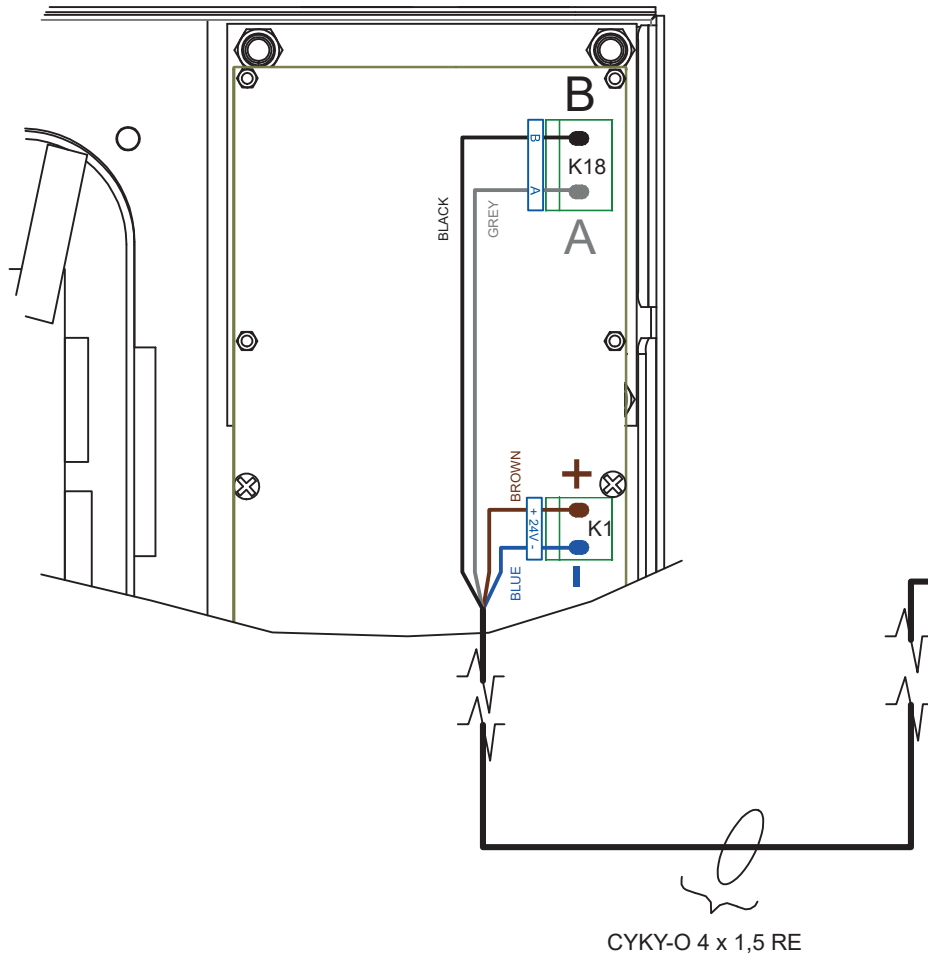 B
B
K18
A
A
BLACK
GREY
BROWN
+
+ 24V -
K1
BLUE
-
CYKY-O 4 x 1,5 RE